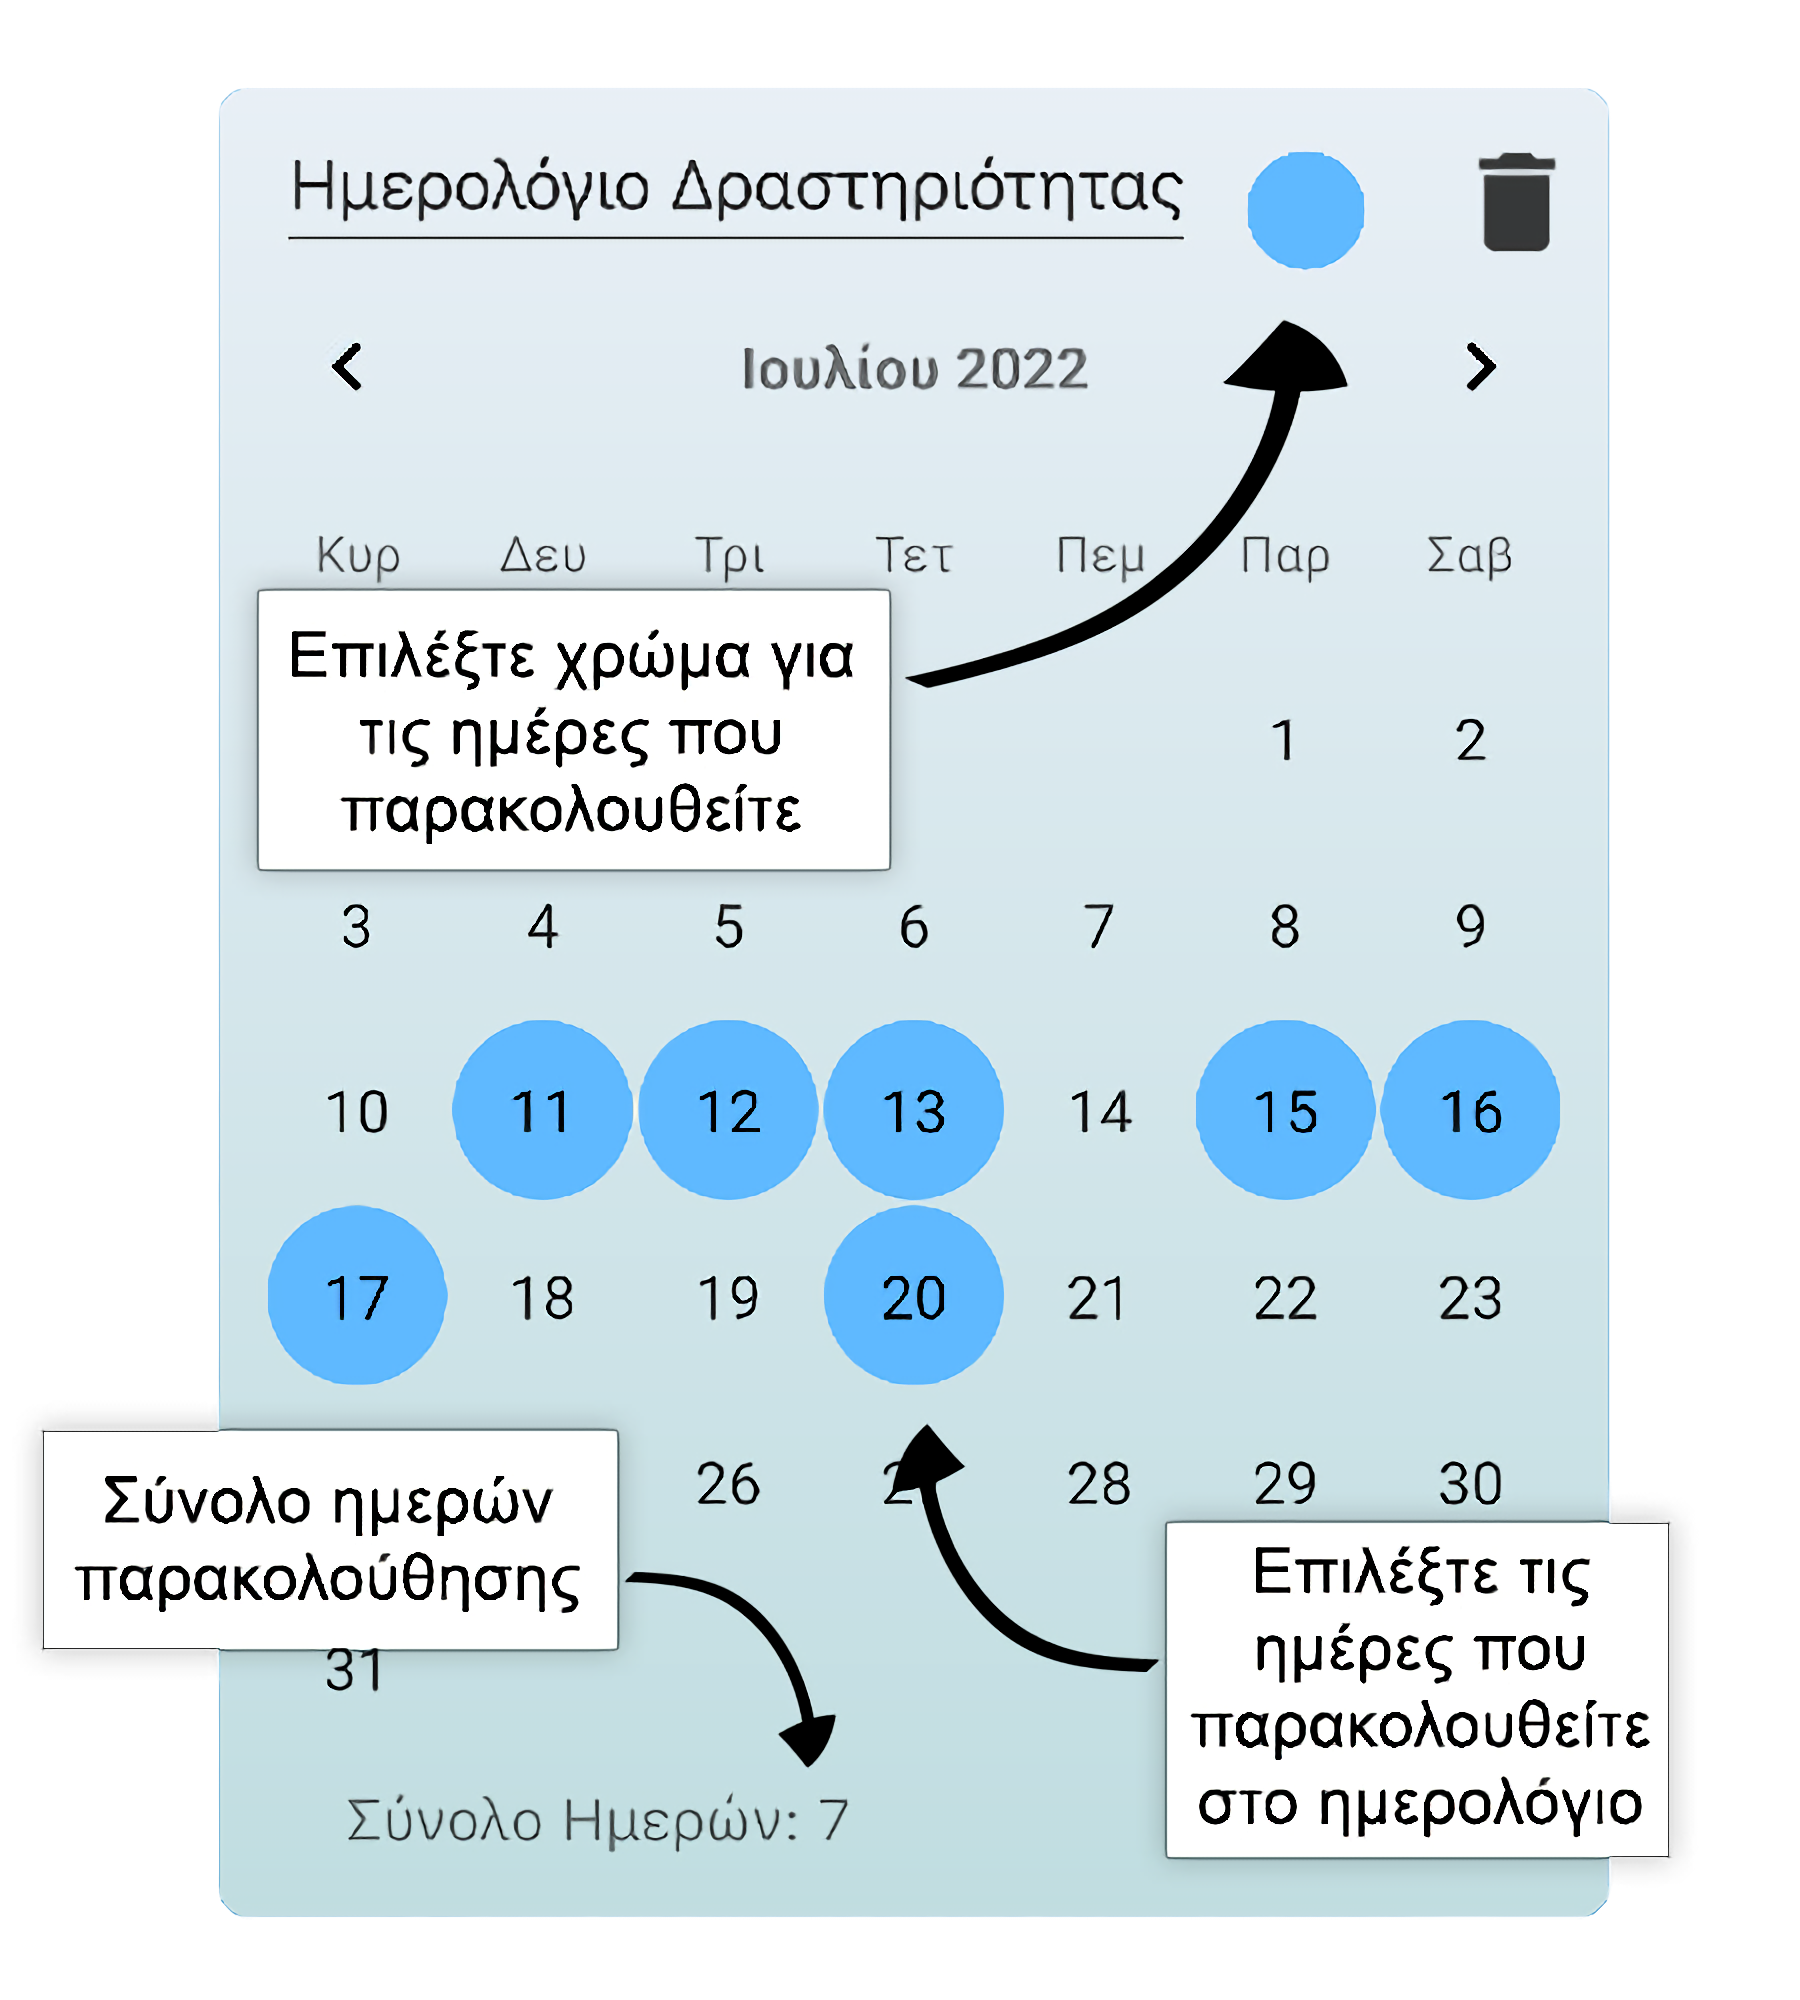 Ημερολόγιο Δραστηριότητας
Ιουλίου 2022
Κυρ Δευ Τρι Τετ Πεμ Παρ Σαβ
Επιλέξτε χρώμα για
τις ημέρες που
παρακολουθείτε
1 2
3 4 5 6 7 8 9
10 11 12 13 14 15 16
17 18 19 20 21 22 23
26 28 29 30
Σύνολο ημερών
παρακολούθησης
Επιλέξτε τις
ημέρες που
παρακολουθείτε
στο ημερολόγιο
31
Σύνολο Ημερών: 7